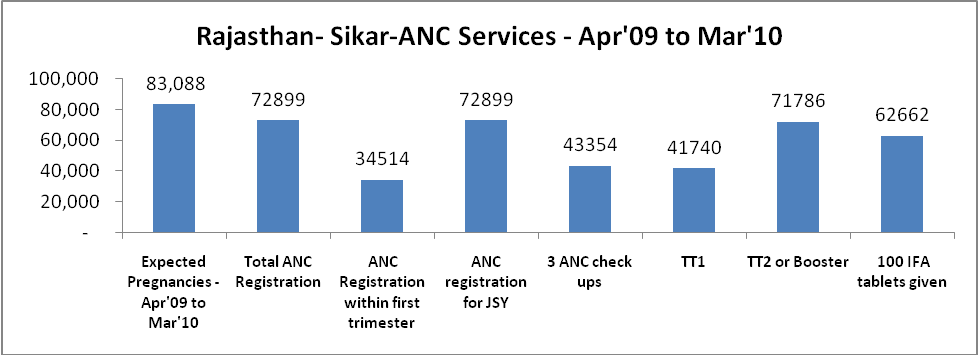 Rajasthan- Sikar-ANC Services - Apr'09 to Mar'10
100,000
80,000
60,000
40,000
20,000
-
83,088
72899
34514
72899
43354
41740
71786
62662
Expected
Pregnancies -
Apr'09 to
Mar'10
Total ANC
Registration
ANC
Registration
within first
trimester
ANC
registration
for JSY
3 ANC check
ups
TT1
TT2 or Booster
100 IFA
tablets given